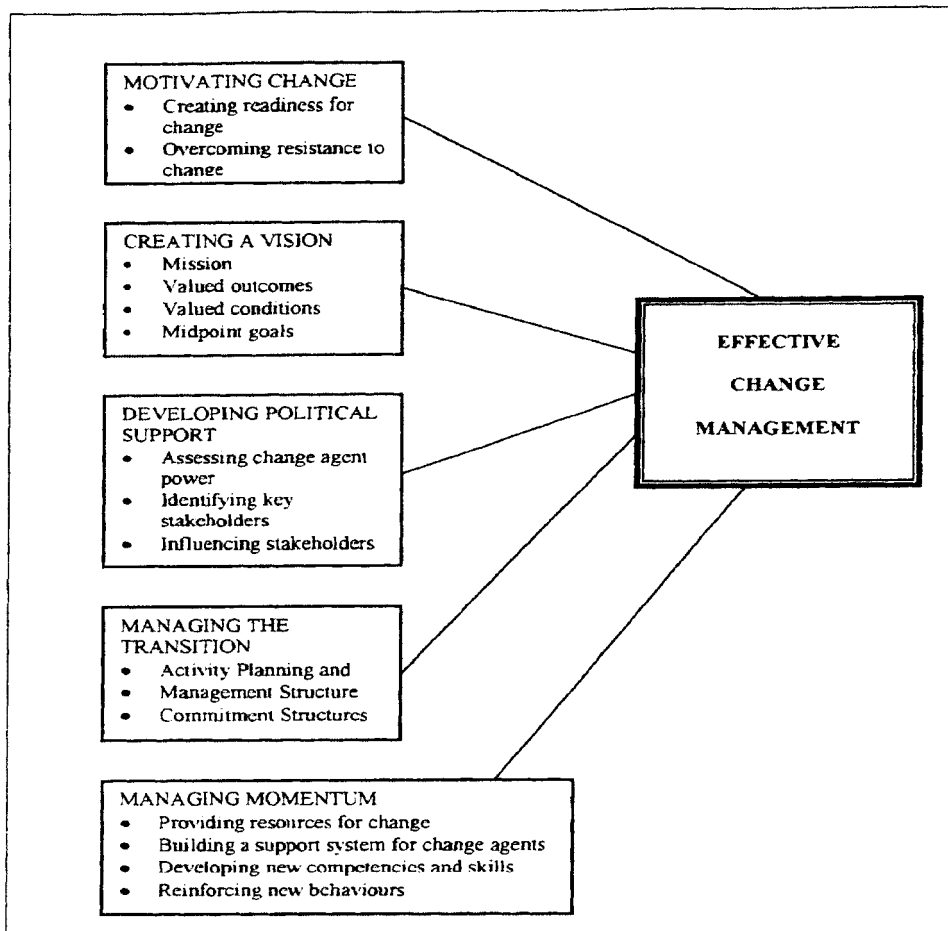 MOTIVATING CHANGE
• Creating readiness for
change
• Overcoming resistance to
change
CREATING A VISION
• Mission
• Valued outcomes
• Valued conditions
• Midpoint goals
DEVELOPING POLITICAL
SUPPORT
• Assessing change agent
power
• Identifying key
stakeholders
• Influencing stakeholders
MANAGING THE
TRANSITION
• Activity Planning and
• Management Structure
• Commitment Structures
MANAGING MOMENTUM
• Providing resources for change
• Building a support system for change agents
• Developing new competencies and skills
• Reinforcing new behaviours
EFFECTIVE
CHANGE
MANAGEMENT